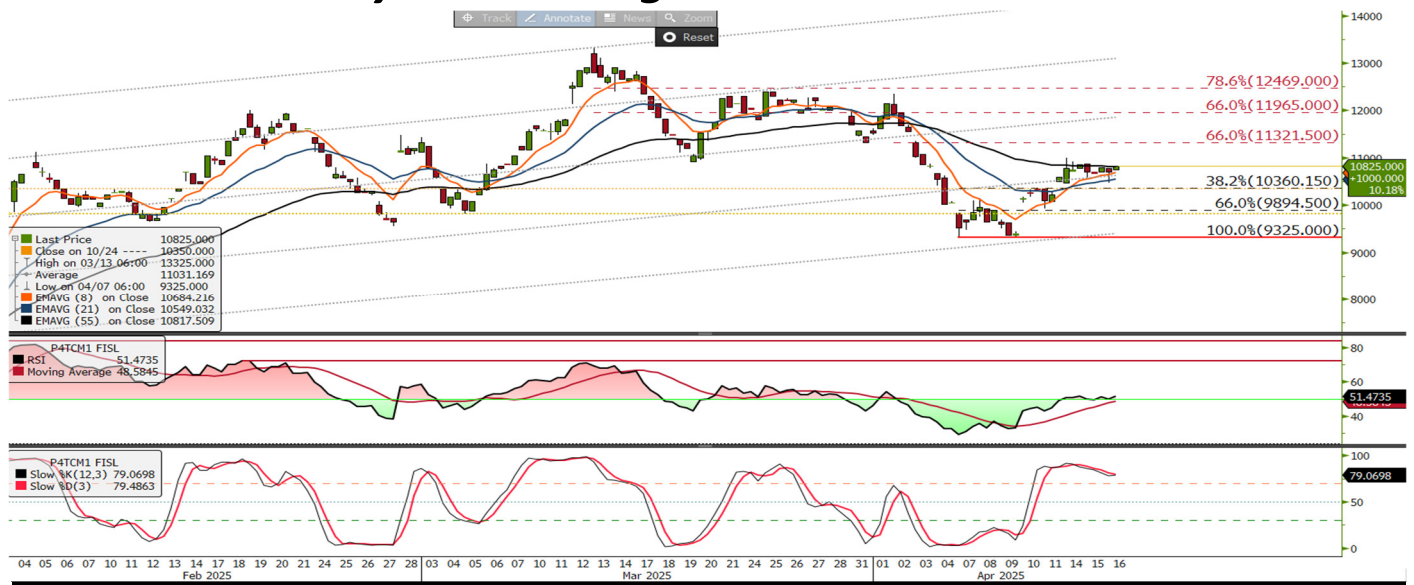 Track Annotate News Zoom
Reset
14000
13000
12000
11000
10000
9000
8000
78.6%(12469.000)
66.0%(11965.000)
66.0%(11321.500)
38.2%(10360.150)
66.0%(9894.500)
100.0%(9325.000)
10825.000
+1000.000
10.18%
Last Price 10825.000
Close on 10/24 ---- 10350.000
High on 03/13 06:00 13325.000
Average 11031.169
Low on 04/07 06:00 9325.000
EMAVG (8) on Close 10684.216
EMAVG (21) on Close 10549.032
EMAVG (55) on Close 10817.509
P4TCM1 FISL
RSI 51.4735
Moving Average 48.5845
80
60
51.4735
40
P4TCM1 FISL
Slow %K(12,3) 79.0698
Slow %D(3) 79.4863
100
79.0698
50
0
04 05 06 07 10 11 12 13 14 17 18 19 20 21 24 25 26 27 28 03 04 05 06 07 10 11 12 13 14 17 18 19 20 21 24 25 26 27 28 31 01 02 04 07 08 09 10 11 14 15 16
Feb 2025 Mar 2025 Apr 2025